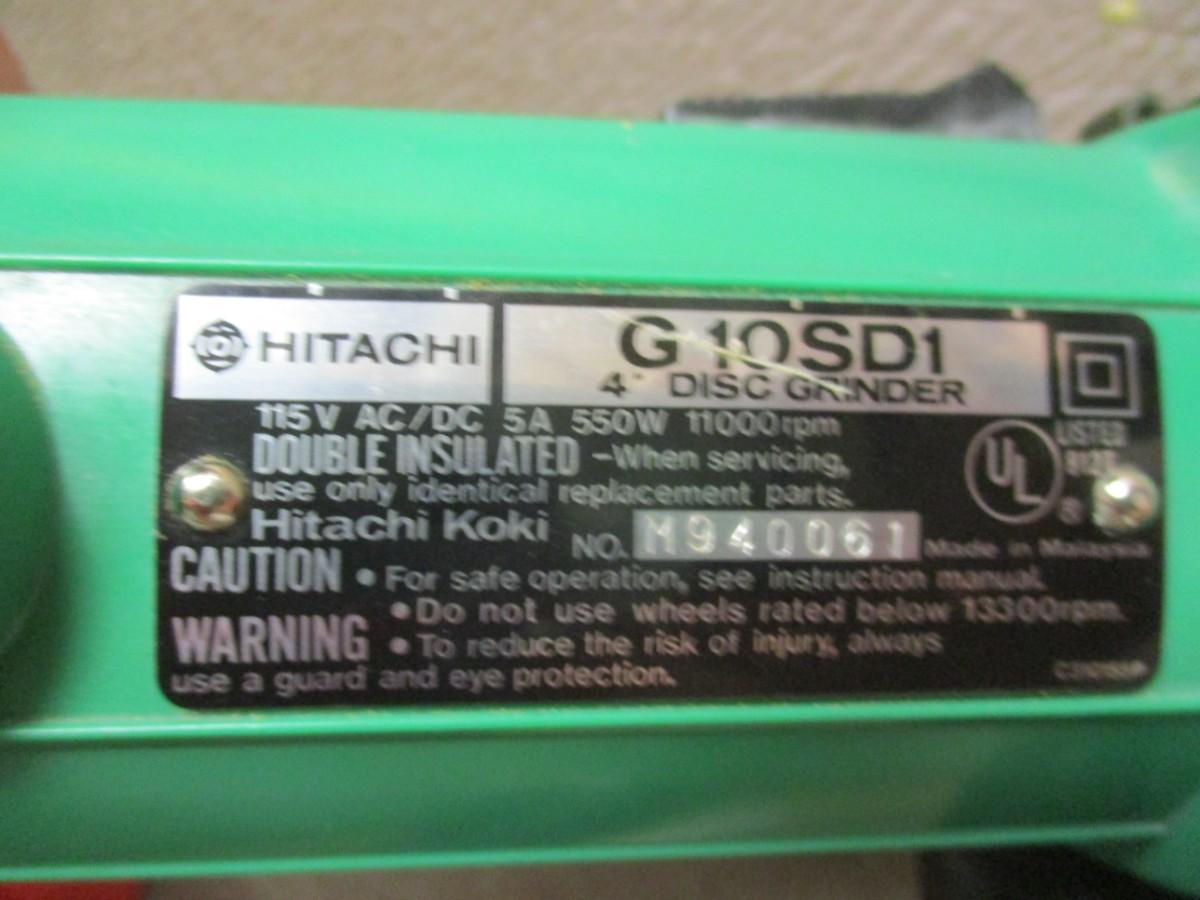 HITACHI
G10SD1
4" DISC GRINDER
115V AC/DC 5A 550W 11000rpm
DOUBLE INSULATED -When servicing,
use only identical replacement parts.
UL
LISTED
®
Hitachi Koki NO. M940061 Made in Malaysia
CAUTION • For safe operation, see instruction manual.
• Do not use wheels rated below 13300rpm.
WARNING • To reduce the risk of injury, always
use a guard and eye protection.